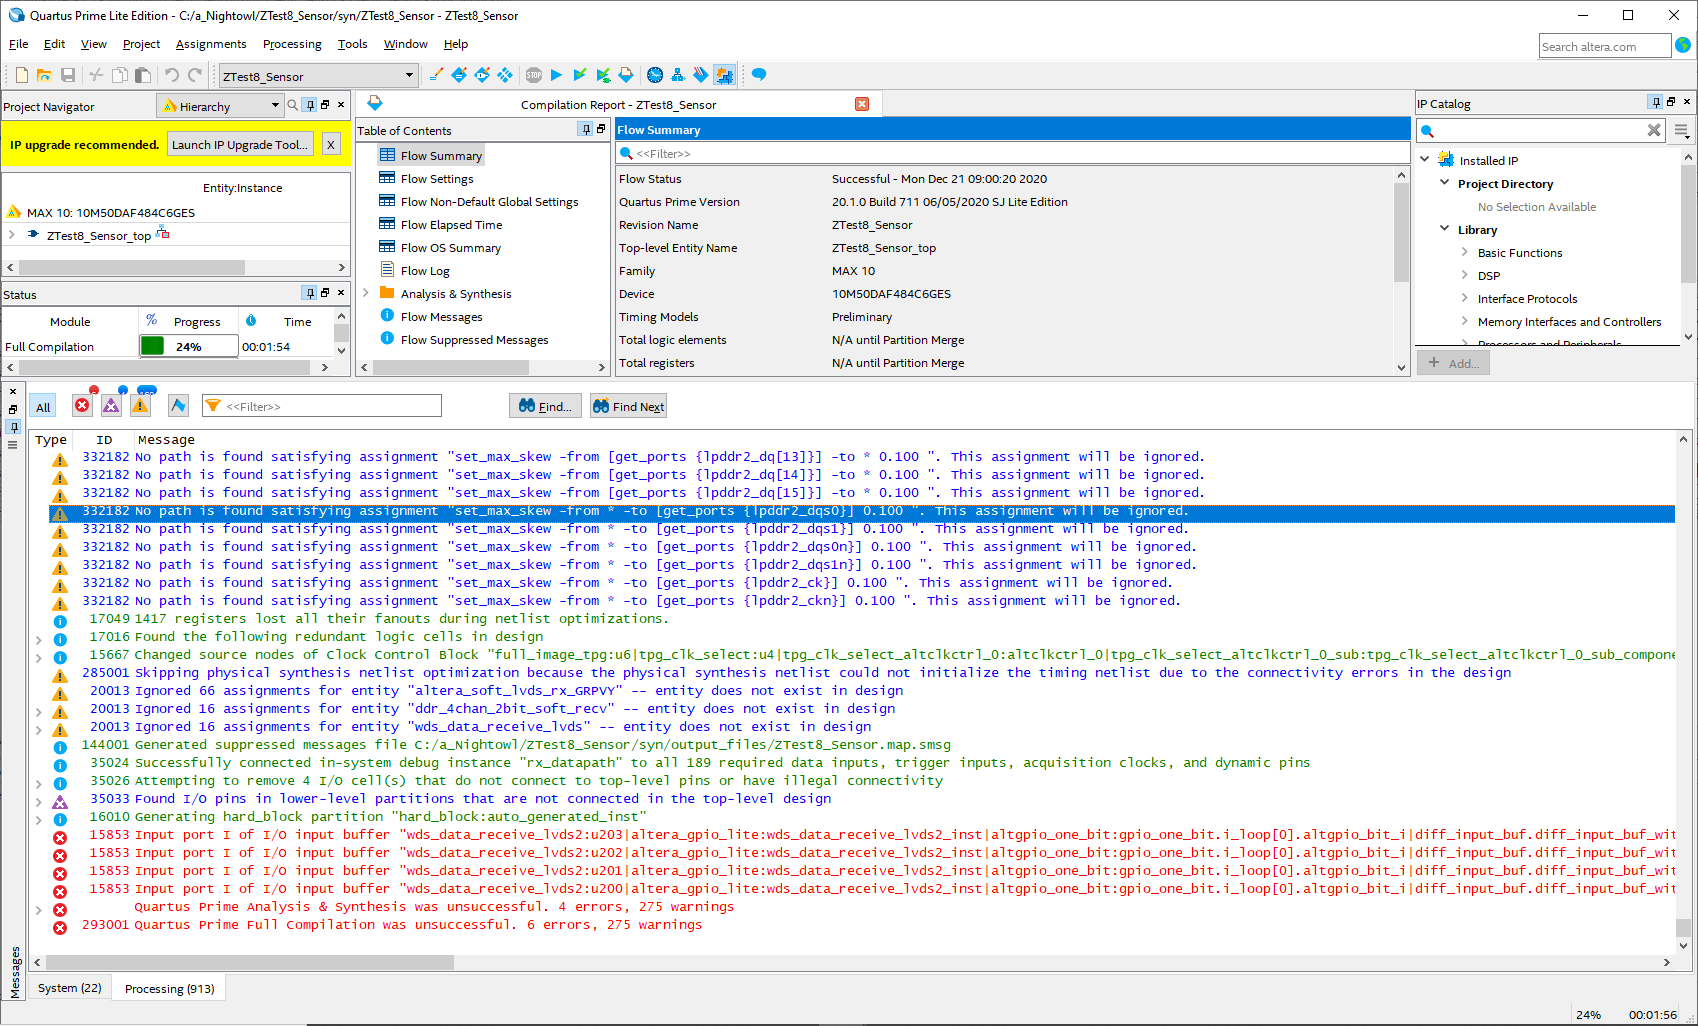 Quartus Prime Lite Edition - C:/a_Nightowl/ZTest8_Sensor/syn/ZTest8_Sensor - ZTest8_Sensor
File Edit View Project Assignments Processing Tools Window Help
Search altera.com
ZTest8_Sensor
STOP
Project Navigator
Hierarchy
IP upgrade recommended.
Launch IP Upgrade Tool...
X
Entity:Instance
MAX 10: 10M50DAF484C6GES
ZTest8_Sensor_top
Status
Module % Progress Time
Full Compilation 24% 00:01:54
Compilation Report - ZTest8_Sensor
Table of Contents
Flow Summary
Flow Settings
Flow Non-Default Global Settings
Flow Elapsed Time
Flow OS Summary
Flow Log
Analysis & Synthesis
Flow Messages
Flow Suppressed Messages
Flow Summary
<<Filter>>
Flow Status Successful - Mon Dec 21 09:00:20 2020
Quartus Prime Version 20.1.0 Build 711 06/05/2020 SJ Lite Edition
Revision Name ZTest8_Sensor
Top-level Entity Name ZTest8_Sensor_top
Family MAX 10
Device 10M50DAF484C6GES
Timing Models Preliminary
Total logic elements N/A until Partition Merge
Total registers N/A until Partition Merge
IP Catalog
Installed IP
Project Directory
No Selection Available
Library
Basic Functions
DSP
Interface Protocols
Memory Interfaces and Controllers
Processors and Peripherals
+ Add...
All
<<Filter>>
Find...
Find Next
Type ID Message
332182 No path is found satisfying assignment "set_max_skew -from [get_ports {lpddr2_dq[13]}] -to * 0.100 ". This assignment will be ignored.
332182 No path is found satisfying assignment "set_max_skew -from [get_ports {lpddr2_dq[14]}] -to * 0.100 ". This assignment will be ignored.
332182 No path is found satisfying assignment "set_max_skew -from [get_ports {lpddr2_dq[15]}] -to * 0.100 ". This assignment will be ignored.
332182 No path is found satisfying assignment "set_max_skew -from * -to [get_ports {lpddr2_dqs0}] 0.100 ". This assignment will be ignored.
332182 No path is found satisfying assignment "set_max_skew -from * -to [get_ports {lpddr2_dqs1}] 0.100 ". This assignment will be ignored.
332182 No path is found satisfying assignment "set_max_skew -from * -to [get_ports {lpddr2_dqs0n}] 0.100 ". This assignment will be ignored.
332182 No path is found satisfying assignment "set_max_skew -from * -to [get_ports {lpddr2_dqs1n}] 0.100 ". This assignment will be ignored.
332182 No path is found satisfying assignment "set_max_skew -from * -to [get_ports {lpddr2_ck}] 0.100 ". This assignment will be ignored.
332182 No path is found satisfying assignment "set_max_skew -from * -to [get_ports {lpddr2_ckn}] 0.100 ". This assignment will be ignored.
17049 1417 registers lost all their fanouts during netlist optimizations.
17016 Found the following redundant logic cells in design
15667 Changed source nodes of Clock Control Block "full_image_tpg:u6|tpg_clk_select:u4|tpg_clk_select_altclkctrl_0:altclkctrl_0|tpg_clk_select_altclkctrl_0_sub:tpg_clk_select_altclkctrl_0_sub_compone
285001 Skipping physical synthesis netlist optimization because the physical synthesis netlist could not initialize the timing netlist due to the connectivity errors in the design
20013 Ignored 66 assignments for entity "altera_soft_lvds_rx_GRPVY" -- entity does not exist in design
20013 Ignored 16 assignments for entity "ddr_4chan_2bit_soft_recv" -- entity does not exist in design
20013 Ignored 16 assignments for entity "wds_data_receive_lvds" -- entity does not exist in design
144001 Generated suppressed messages file C:/a_Nightowl/ZTest8_Sensor/syn/output_files/ZTest8_Sensor.map.smsg
35024 Successfully connected in-system debug instance "rx_datapath" to all 189 required data inputs, trigger inputs, acquisition clocks, and dynamic pins
35026 Attempting to remove 4 I/O cell(s) that do not connect to top-level pins or have illegal connectivity
35033 Found I/O pins in lower-level partitions that are not connected in the top-level design
16010 Generating hard_block partition "hard_block:auto_generated_inst"
15853 Input port I of I/O input buffer "wds_data_receive_lvds2:u203|altera_gpio_lite:wds_data_receive_lvds2_inst|altgpio_one_bit:gpio_one_bit.i_loop[0].altgpio_bit_i|diff_input_buf.diff_input_buf_wit
15853 Input port I of I/O input buffer "wds_data_receive_lvds2:u202|altera_gpio_lite:wds_data_receive_lvds2_inst|altgpio_one_bit:gpio_one_bit.i_loop[0].altgpio_bit_i|diff_input_buf.diff_input_buf_wit
15853 Input port I of I/O input buffer "wds_data_receive_lvds2:u201|altera_gpio_lite:wds_data_receive_lvds2_inst|altgpio_one_bit:gpio_one_bit.i_loop[0].altgpio_bit_i|diff_input_buf.diff_input_buf_wit
15853 Input port I of I/O input buffer "wds_data_receive_lvds2:u200|altera_gpio_lite:wds_data_receive_lvds2_inst|altgpio_one_bit:gpio_one_bit.i_loop[0].altgpio_bit_i|diff_input_buf.diff_input_buf_wit
Quartus Prime Analysis & Synthesis was unsuccessful. 4 errors, 275 warnings
293001 Quartus Prime Full Compilation was unsuccessful. 6 errors, 275 warnings
Messages
System (22)
Processing (913)
24% 00:01:56